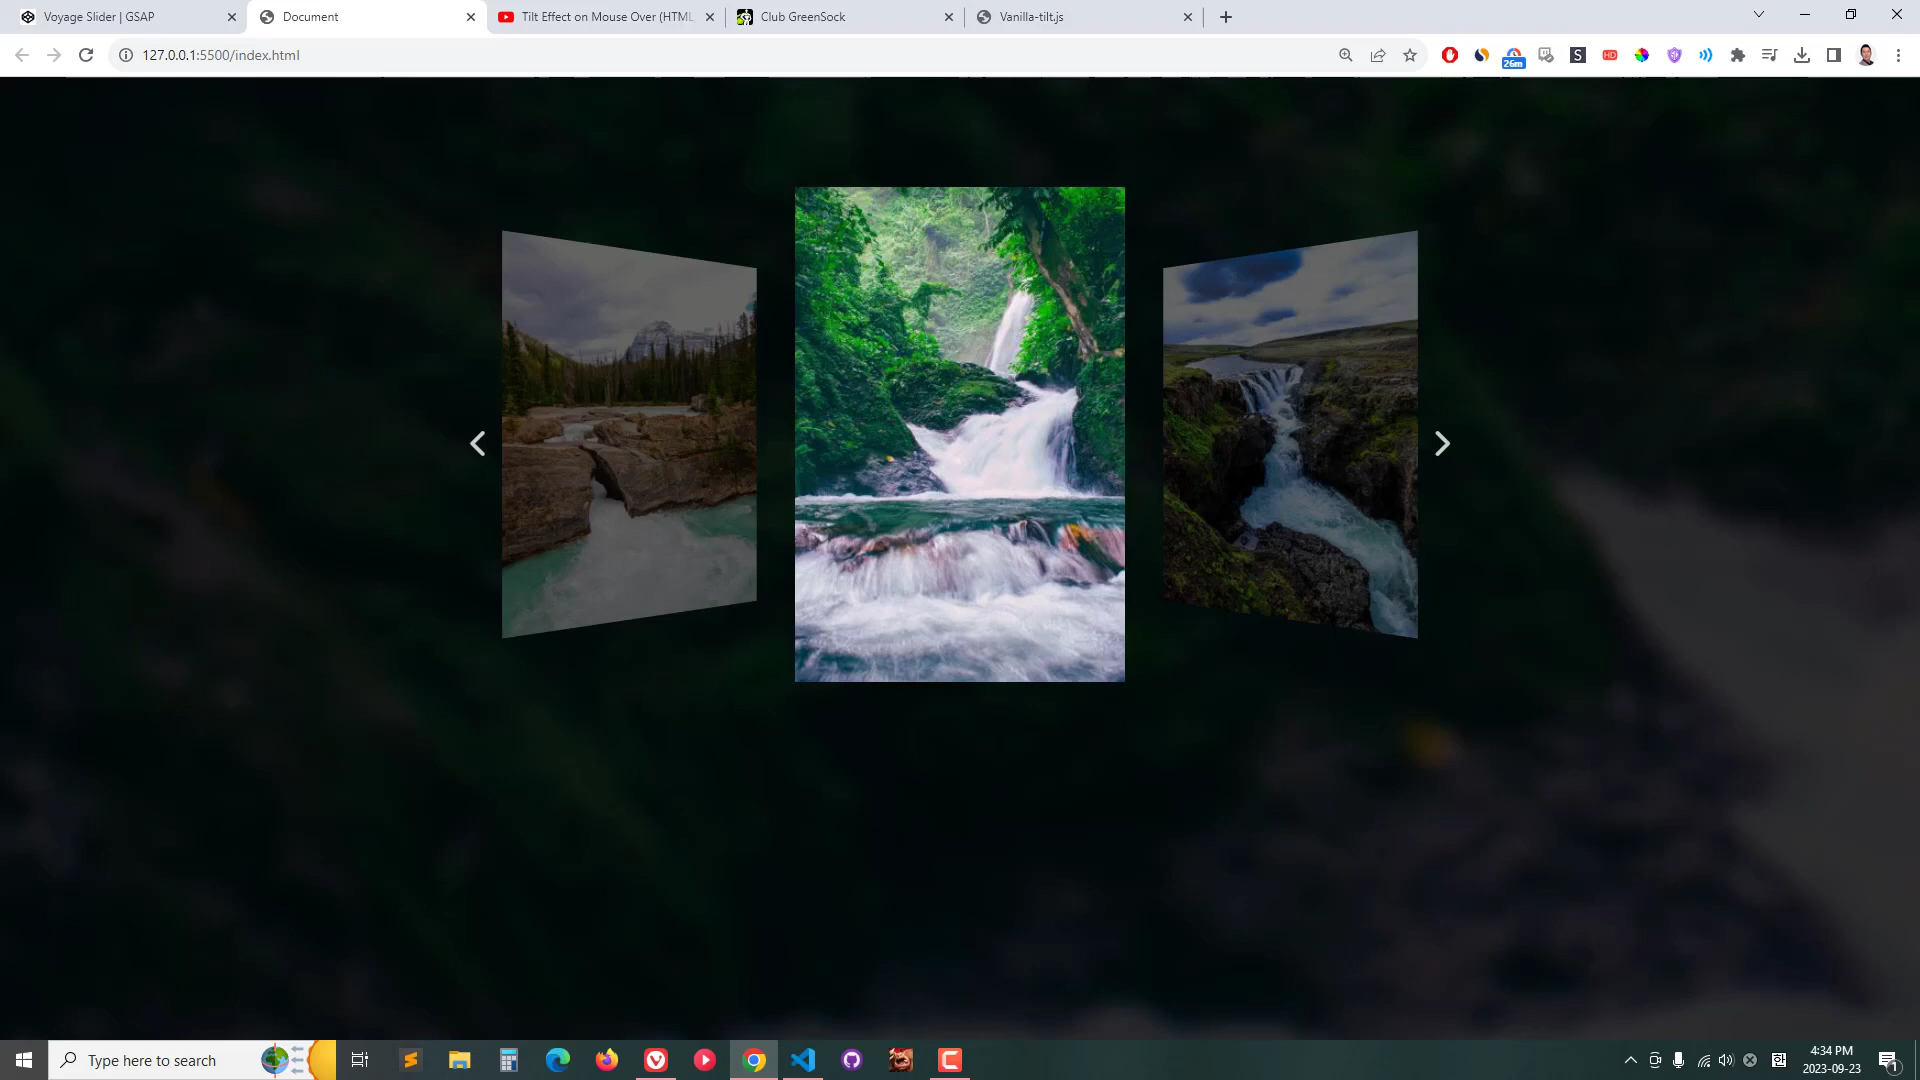 Voyage Slider | GSAP
Document
Tilt Effect on Mouse Over (HTML,
Club GreenSock
Vanilla-tilt.js
127.0.0.1:5500/index.html
26m
S
HD
Type here to search
4:34 PM
2023-09-23
1